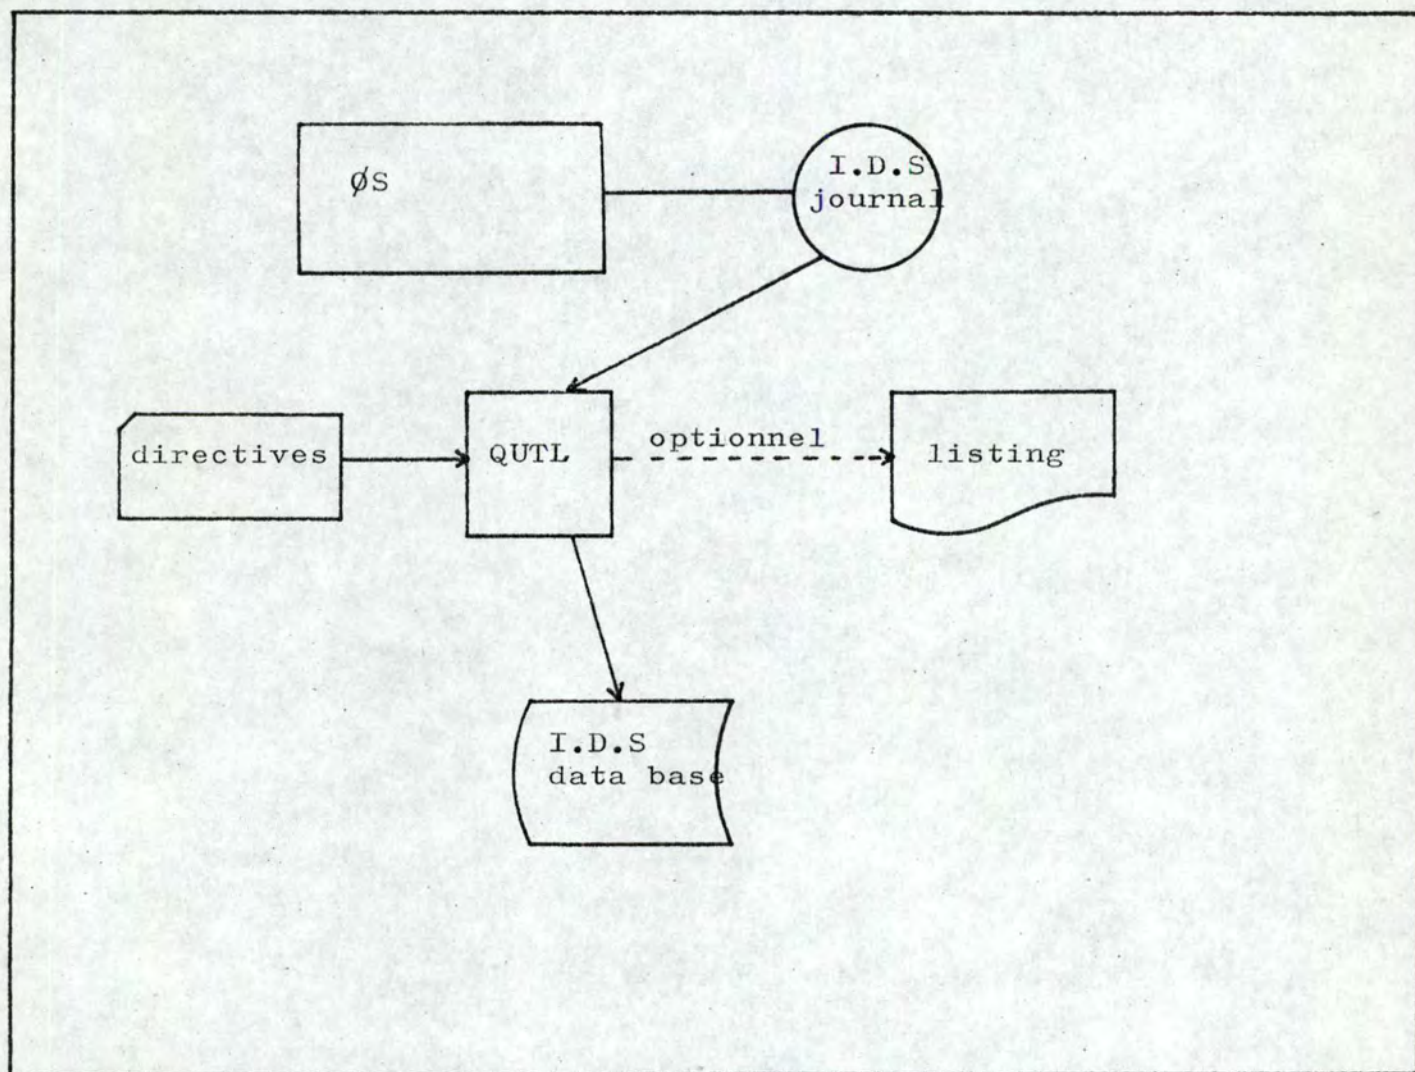 ØS
I.D.S
journal
directives
QUTL
optionnel
listing
I.D.S
data base